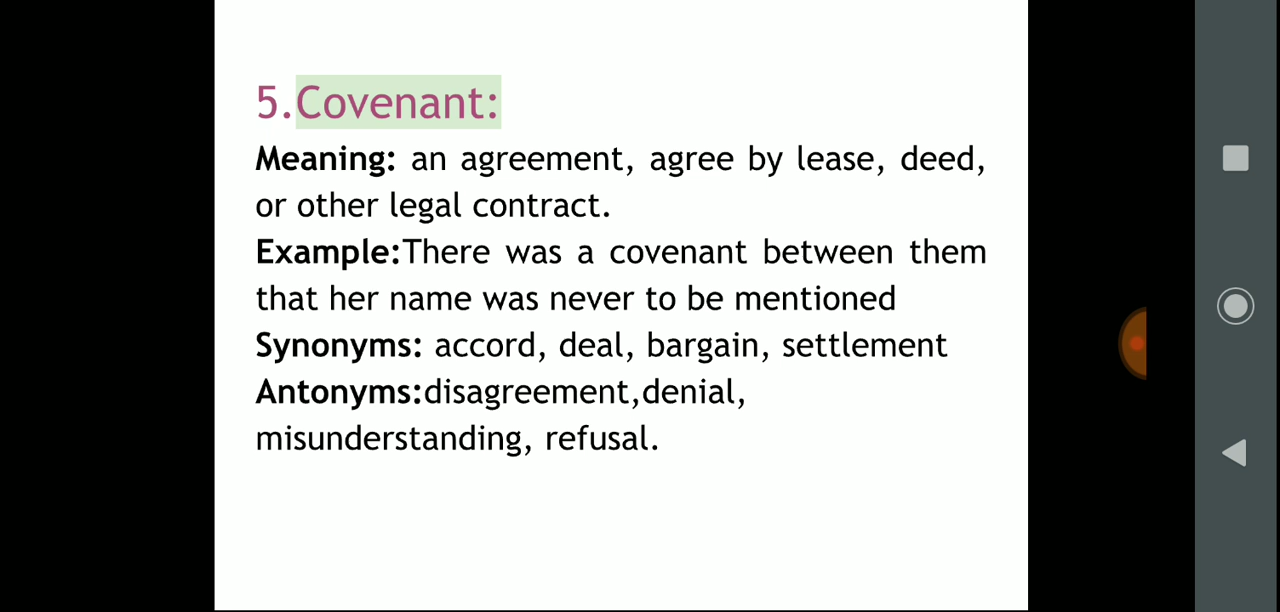 5.Covenant:
Meaning: an agreement, agree by lease, deed,
or other legal contract.
Example:There was a covenant between them
that her name was never to be mentioned
Synonyms: accord, deal, bargain, settlement
Antonyms:disagreement,denial,
misunderstanding, refusal.